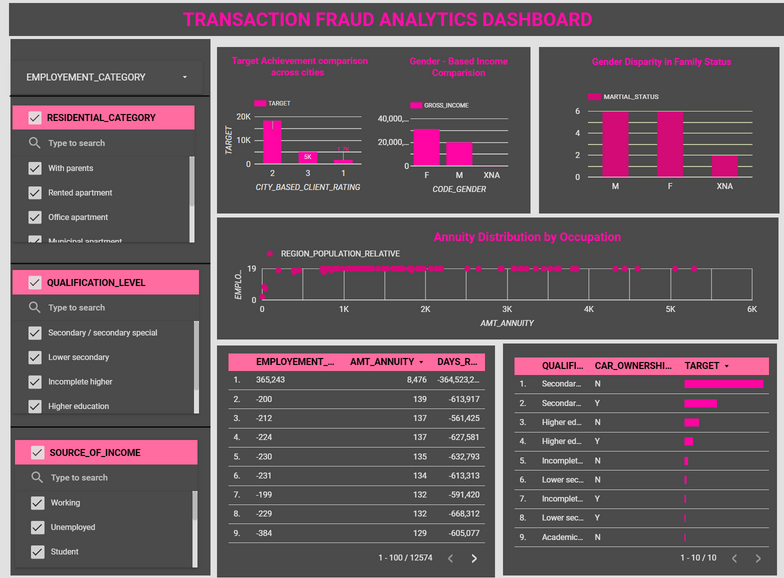 TRANSACTION FRAUD ANALYTICS DASHBOARD
EMPLOYEMENT_CATEGORY
RESIDENTIAL_CATEGORY
Type to search
With parents
Rented apartment
Office apartment
Municipal apartment
QUALIFICATION_LEVEL
Type to search
Secondary / secondary special
Lower secondary
Incomplete higher
Higher education
SOURCE_OF_INCOME
Type to search
Working
Unemployed
Student
Target Achievement comparison
across cities
TARGET
20K
10K
0
TARGET
5K
2 3 1
CITY_BASED_CLIENT_RATING
Gender - Based Income
Comparision
GROSS_INCOME
40,000,...
20,000,...
0
F M XNA
CODE_GENDER
Gender Disparity in Family Status
MARTIAL_STATUS
6
4
2
0
M F XNA
Annuity Distribution by Occupation
REGION_POPULATION_RELATIVE
EMPLO...
19
0
0 1K 2K 3K 4K 5K 6K
AMT_ANNUITY
EMPLOYEMENT_... AMT_ANNUITY DAYS_R...
1. 365,243 8,476 -364,523,2...
2. -200 139 -613,917
3. -212 137 -561,425
4. -224 137 -627,581
5. -230 135 -632,793
6. -231 134 -613,313
7. -199 132 -591,420
8. -229 132 -668,312
9. -384 129 -605,077
1 - 100 / 12574
QUALIFI... CAR_OWNERSHI... TARGET
1. Secondar... N
2. Secondar... Y
3. Higher ed... N
4. Higher ed... Y
5. Incomplet... N
6. Lower sec... N
7. Incomplet... Y
8. Lower sec... Y
9. Academic... N
1 - 10 / 10